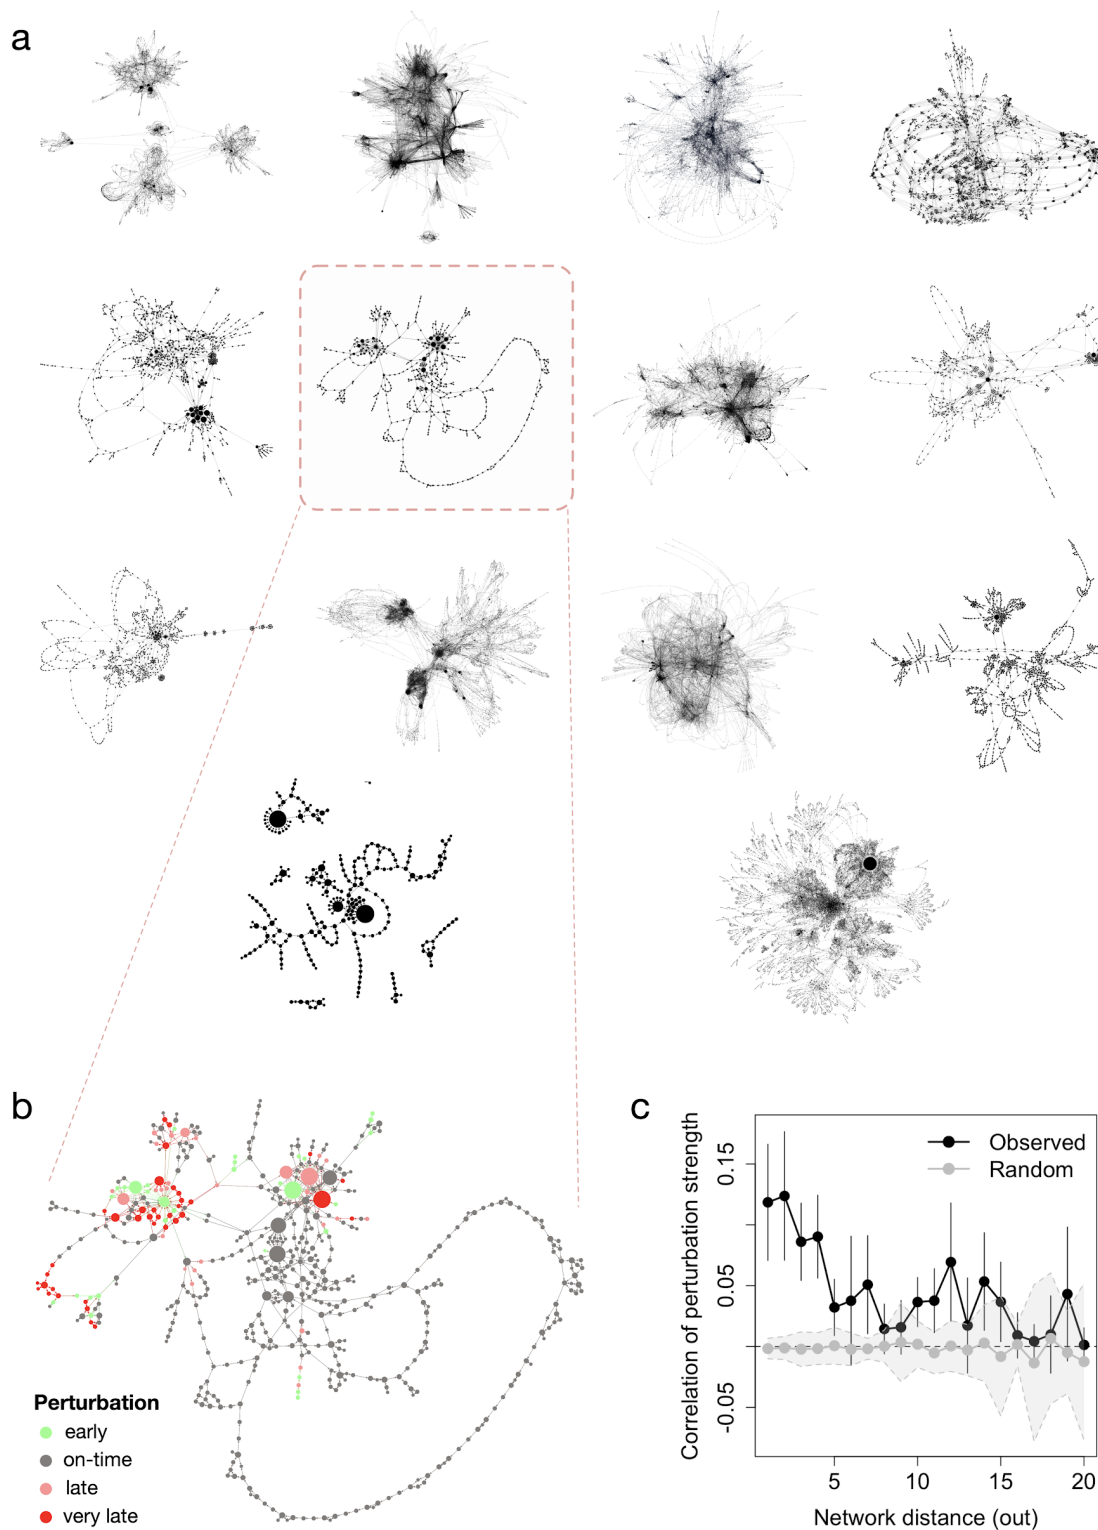 a
b
Perturbation
early
on-time
late
very late
c
Correlation of perturbation strength
0.15
0.05
-0.05
Observed
Random
5
10
15
20
Network distance (out)